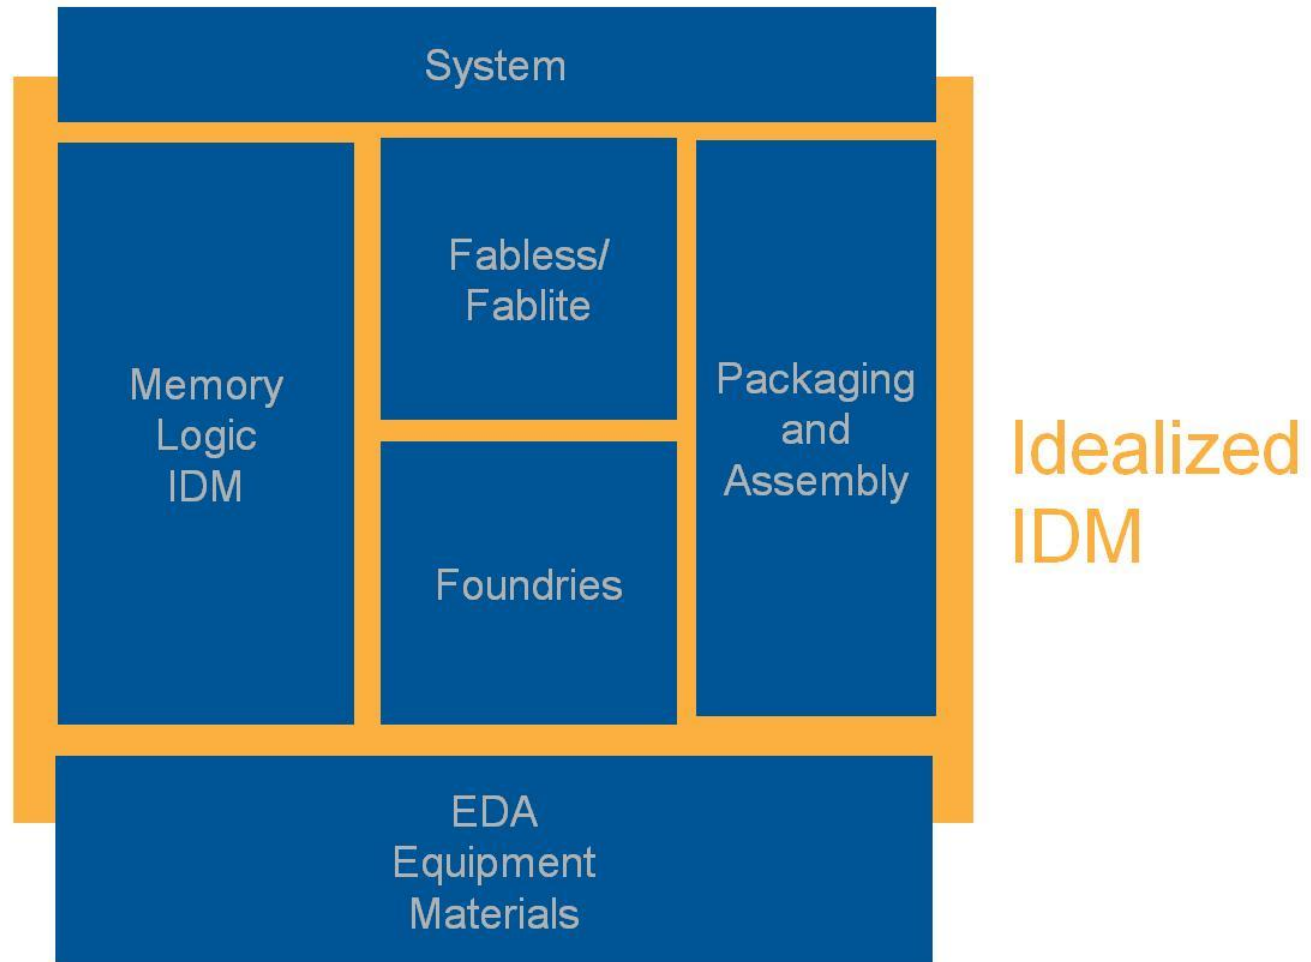 System
Memory
Logic
IDM
Fabless/
Fablite
Foundries
Packaging
and
Assembly
EDA
Equipment
Materials
Idealized
IDM